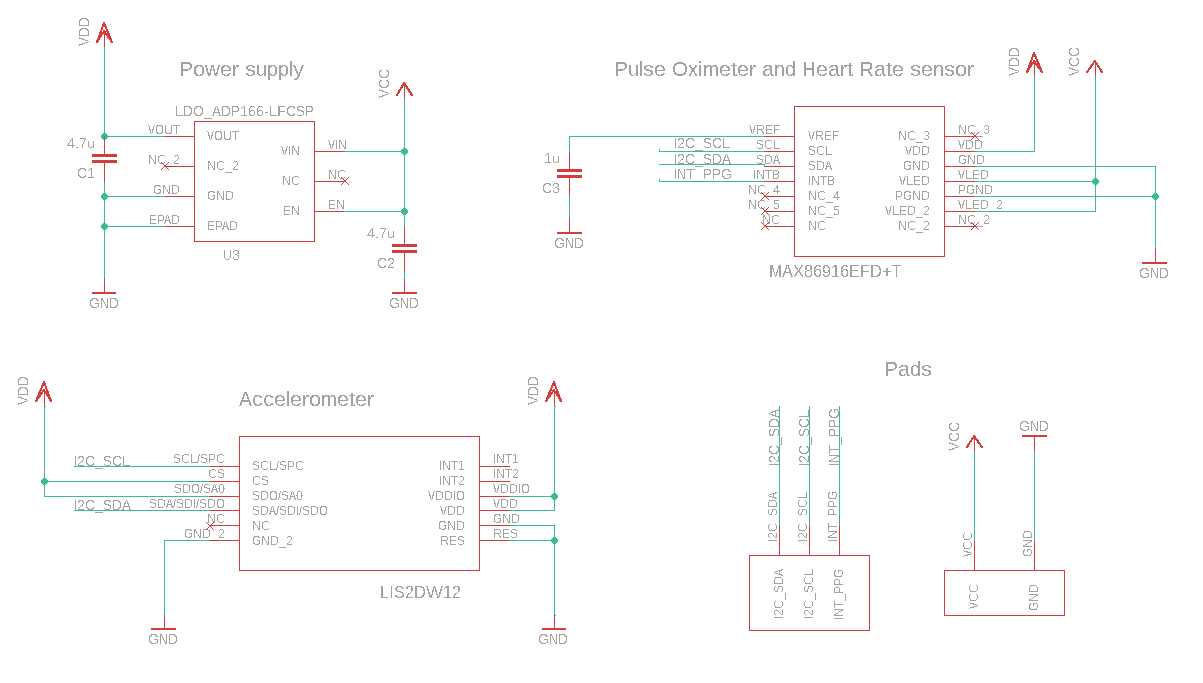 VDD
Power supply
VCC
LDO_ADP166-LFCSP
VOUT
VOUT
4.7u
C1
NC_2
NC_2
GND
GND
EPAD
EPAD
VIN
VIN
NC
NC
EN
EN
U3
4.7u
C2
GND
GND
Pulse Oximeter and Heart Rate sensor
VDD
VCC
1u
C3
GND
VREF
VREF
I2C_SCL
SCL
SCL
I2C_SDA
SDA
SDA
INT_PPG
INTB
INTB
NC_4
NC_4
NC_5
NC_5
NC
NC
NC_3
NC_3
VDD
VDD
GND
GND
VLED
VLED
PGND
PGND
VLED_2
VLED_2
NC_2
NC_2
MAX86916EFD+T
GND
VDD
Accelerometer
VDD
I2C_SCL
SCL/SPC
SCL/SPC
CS
CS
SDO/SA0
SDO/SA0
I2C_SDA
SDA/SDI/SDO
SDA/SDI/SDO
NC
NC
GND_2
GND_2
INT1
INT1
INT2
INT2
VDDIO
VDDIO
VDD
VDD
GND
GND
RES
RES
LIS2DW12
GND
GND
Pads
I2C_SDA
I2C_SCL
INT_PPG
I2C_SDA
I2C_SCL
INT_PPG
I2C_SDA
I2C_SCL
INT_PPG
VCC
GND
VCC
GND
VCC
GND